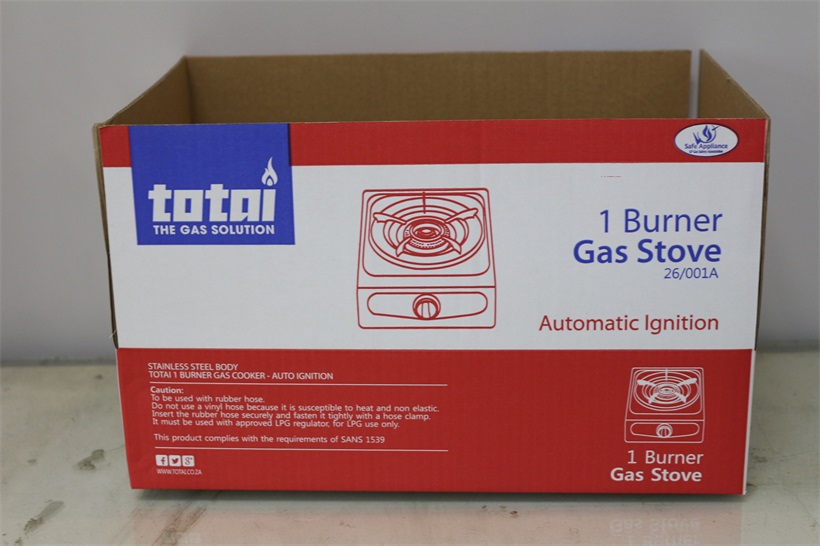 totai
THE GAS SOLUTION
Safe Appliance
1 Burner
Gas Stove
26/001A
Automatic Ignition
STAINLESS STEEL BODY
TOTAI 1 BURNER GAS COOKER - AUTO IGNITION
Caution:
To be used with rubber hose.
Do not use a vinyl hose because it is susceptible to heat and non elastic.
Insert the rubber hose securely and fasten it tightly with a hose clamp.
It must be used with approved LPG regulator, for LPG use only.
This product complies with the requirements of SANS 1539
WWW.TOTAI.CO.ZA
1 Burner
Gas Stove